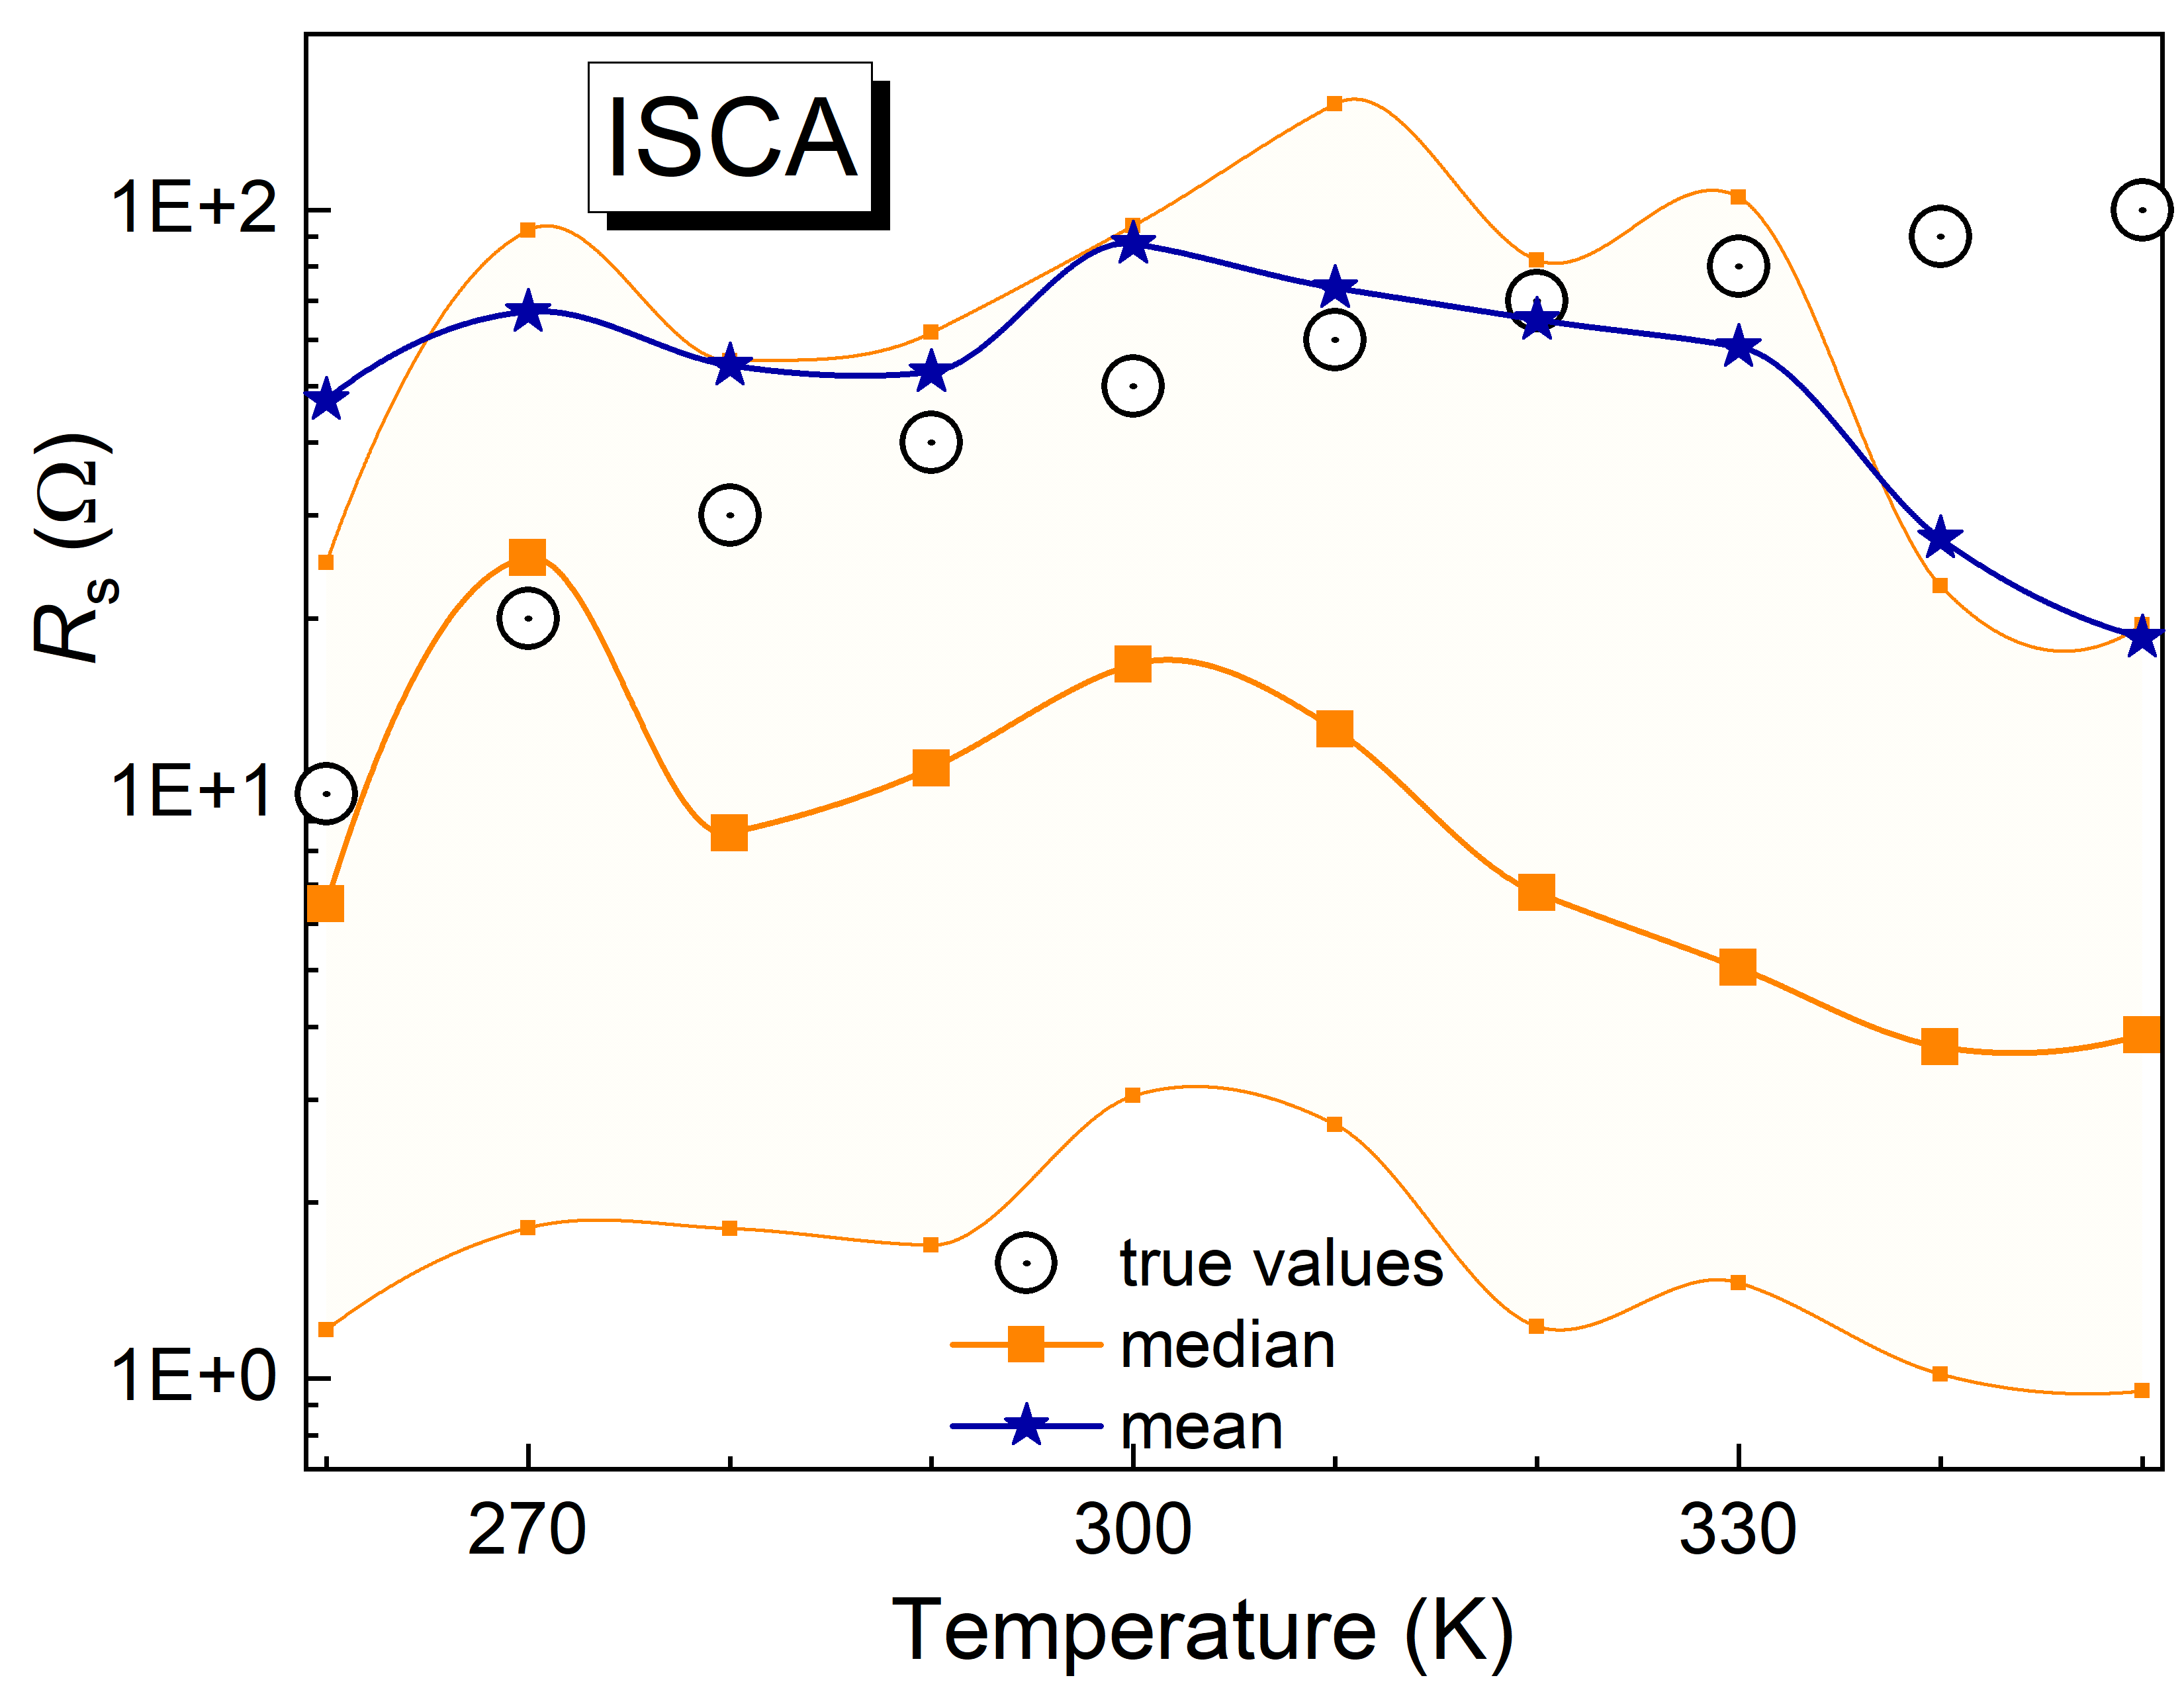 ISCA
1E+2
1E+1
1E+0
Rs (Ω)
true values
median
mean
270 300 330
Temperature (K)